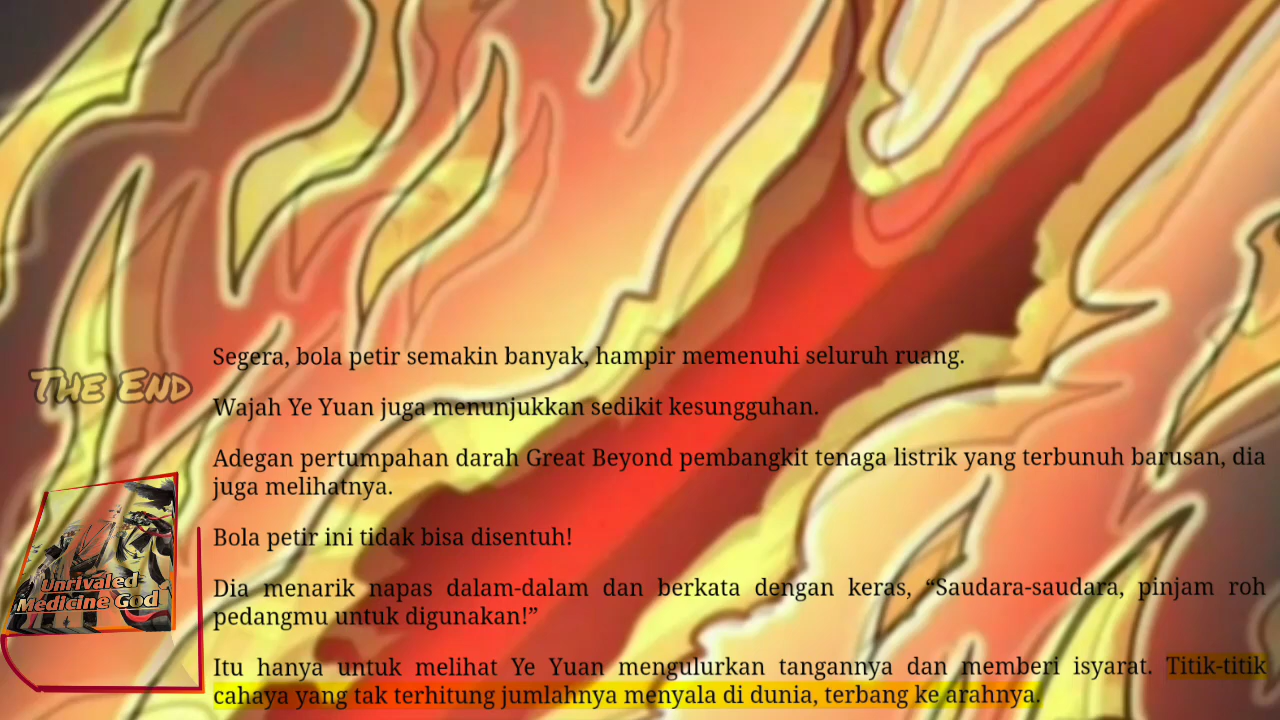 Segera, bola petir semakin banyak, hampir memenuhi seluruh ruang.
The End
Wajah Ye Yuan juga menunjukkan sedikit kesungguhan.
Adegan pertumpahan darah Great Beyond pembangkit tenaga listrik yang terbunuh barusan, dia
juga melihatnya.
Bola petir ini tidak bisa disentuh!
Unrivaled
Medicine God
Dia menarik napas dalam-dalam dan berkata dengan keras, “Saudara-saudara, pinjam roh
pedangmu untuk digunakan!”
Itu hanya untuk melihat Ye Yuan mengulurkan tangannya dan memberi isyarat. Titik-titik
cahaya yang tak terhitung jumlahnya menyala di dunia, terbang ke arahnya.